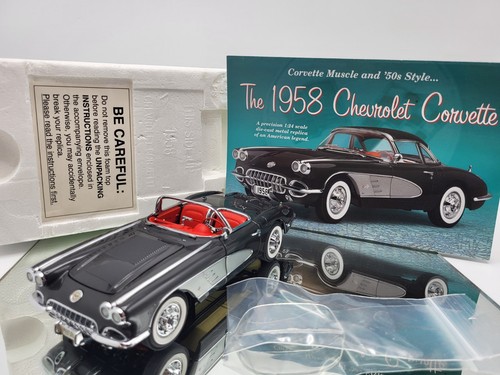 BE CAREFUL:
Do not remove this foam top
before reading the UNPACKING
INSTRUCTIONS enclosed in
the accompanying envelope.
Otherwise, you may accidentally
break your replica.
Please read the instructions first.
Corvette Muscle and '50s Style...
The 1958 Chevrolet Corvette
A precision 1:24 scale
die-cast metal replica
of an American legend.
1958